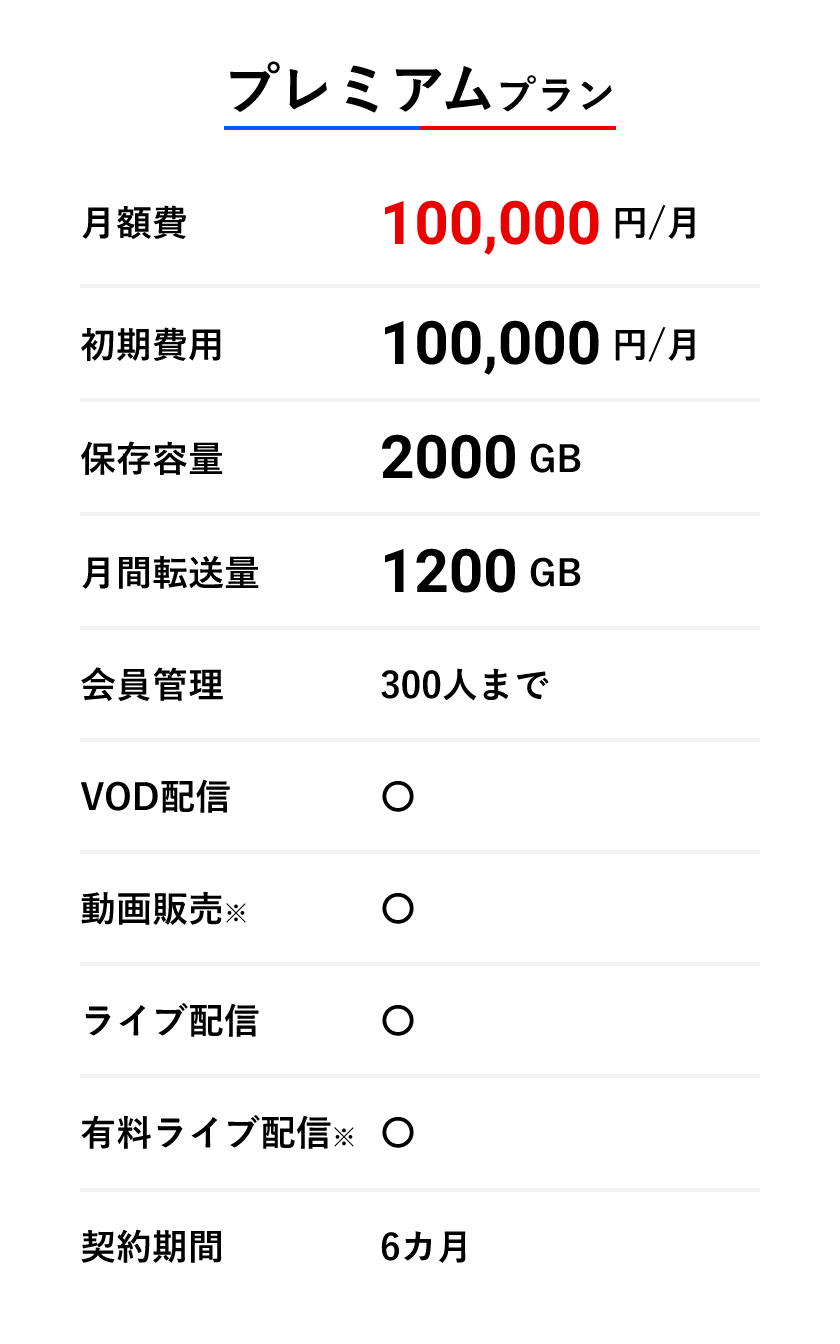 プレミアムプラン
月額費 100,000 円/月
初期費用 100,000 円/月
保存容量 2000 GB
月間転送量 1200 GB
会員管理 300人まで
VOD配信 〇
動画販売※ 〇
ライブ配信 〇
有料ライブ配信※ 〇
契約期間 6カ月